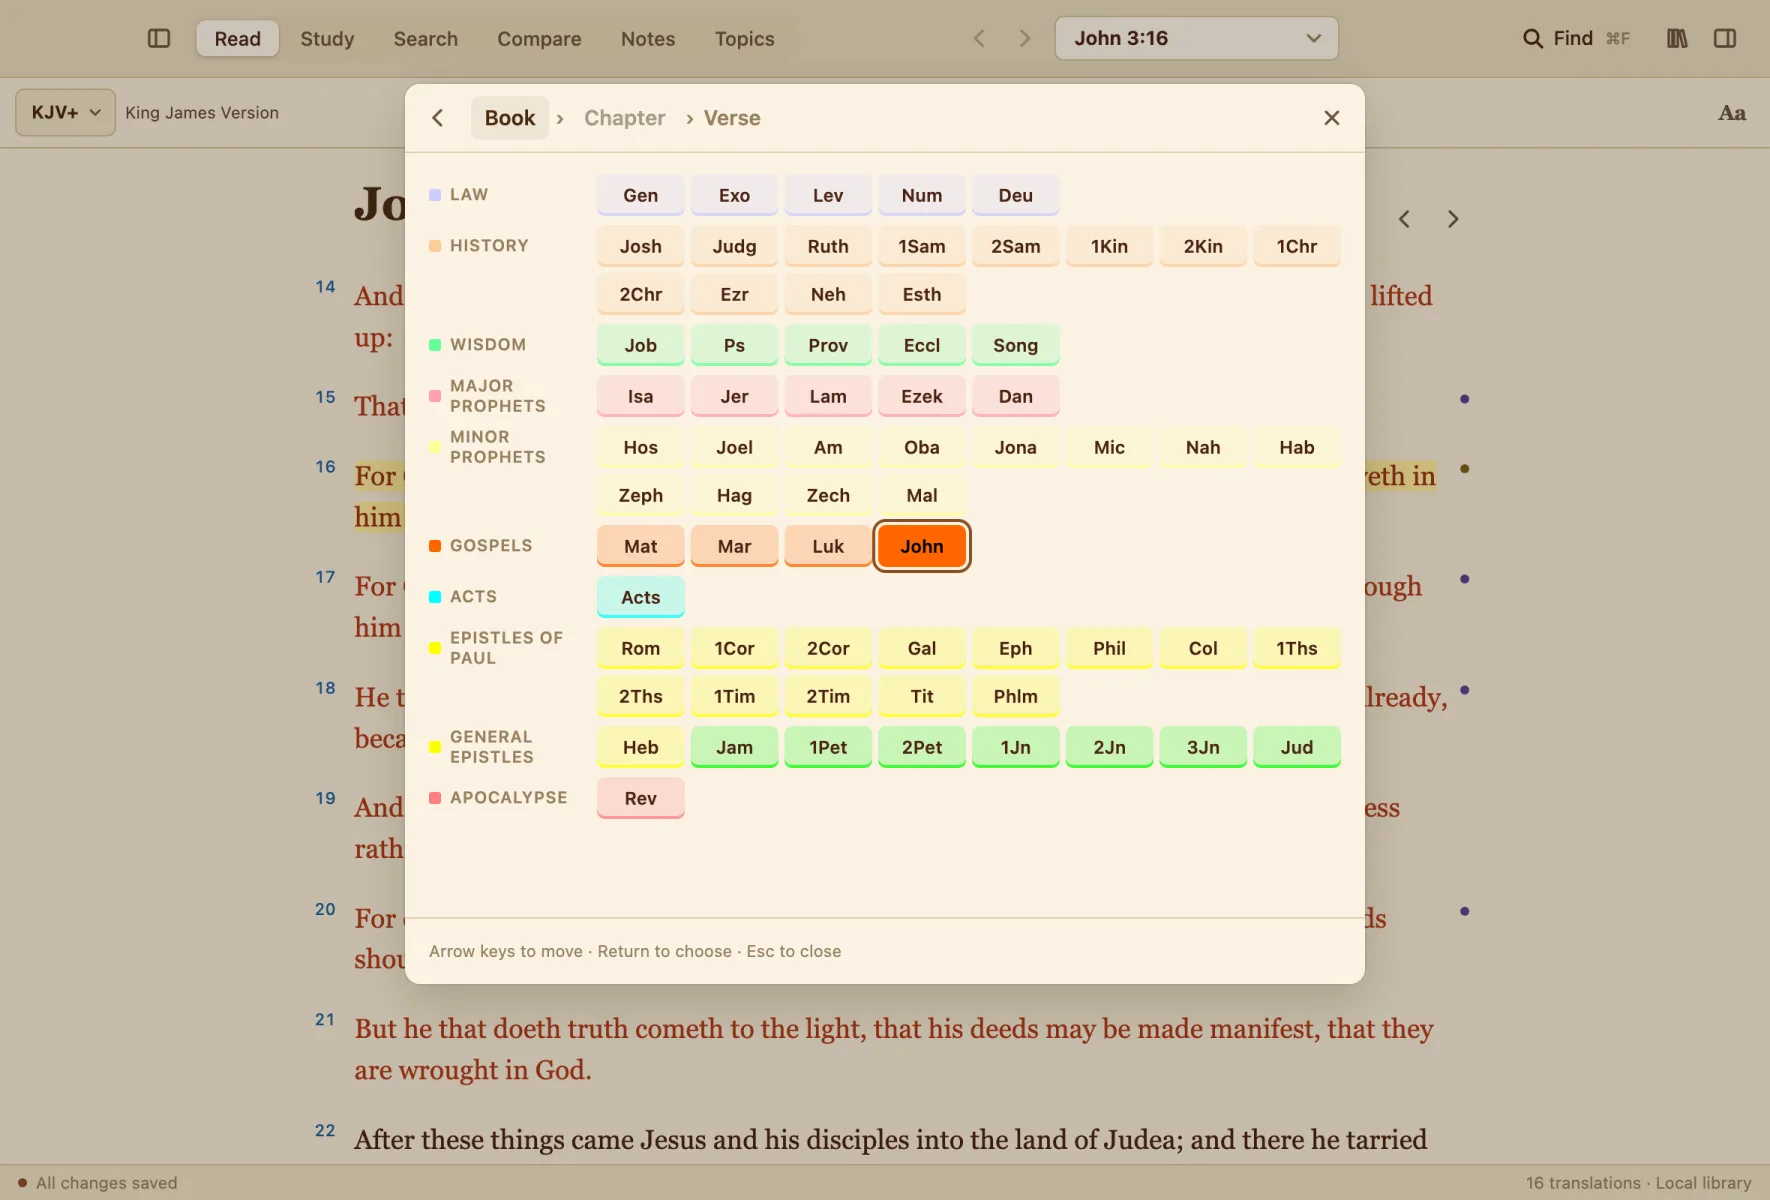 Read Study Search Compare Notes Topics John 3:16 Find ⌘F
KJV+ King James Version Aa
Book › Chapter › Verse
LAW Gen Exo Lev Num Deu
HISTORY Josh Judg Ruth 1Sam 2Sam 1Kin 2Kin 1Chr
2Chr Ezr Neh Esth
WISDOM Job Ps Prov Eccl Song
MAJOR PROPHETS Isa Jer Lam Ezek Dan
MINOR PROPHETS Hos Joel Am Oba Jona Mic Nah Hab
Zeph Hag Zech Mal
GOSPELS Mat Mar Luk John
ACTS Acts
EPISTLES OF PAUL Rom 1Cor 2Cor Gal Eph Phil Col 1Ths
2Ths 1Tim 2Tim Tit Phlm
GENERAL EPISTLES Heb Jam 1Pet 2Pet 1Jn 2Jn 3Jn Jud
APOCALYPSE Rev
Arrow keys to move · Return to choose · Esc to close
Jo
14 And lifted
up:
15 That
16 For in
him
17 For
him
18 He
19 And
20 For
21 But he that doeth truth cometh to the light, that his deeds may be made manifest, that they
are wrought in God.
22 After these things came Jesus and his disciples into the land of Judea; and there he tarried
All changes saved 16 translations · Local library